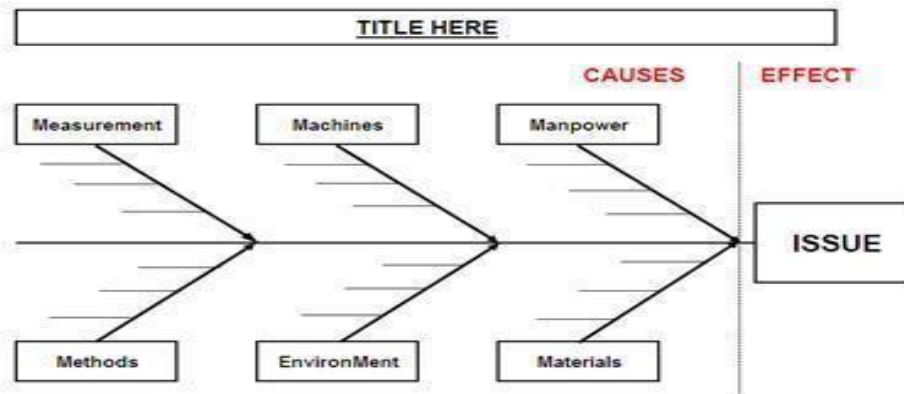 TITLE HERE
CAUSES EFFECT
Measurement Machines Manpower
ISSUE
Methods EnvironMent Materials